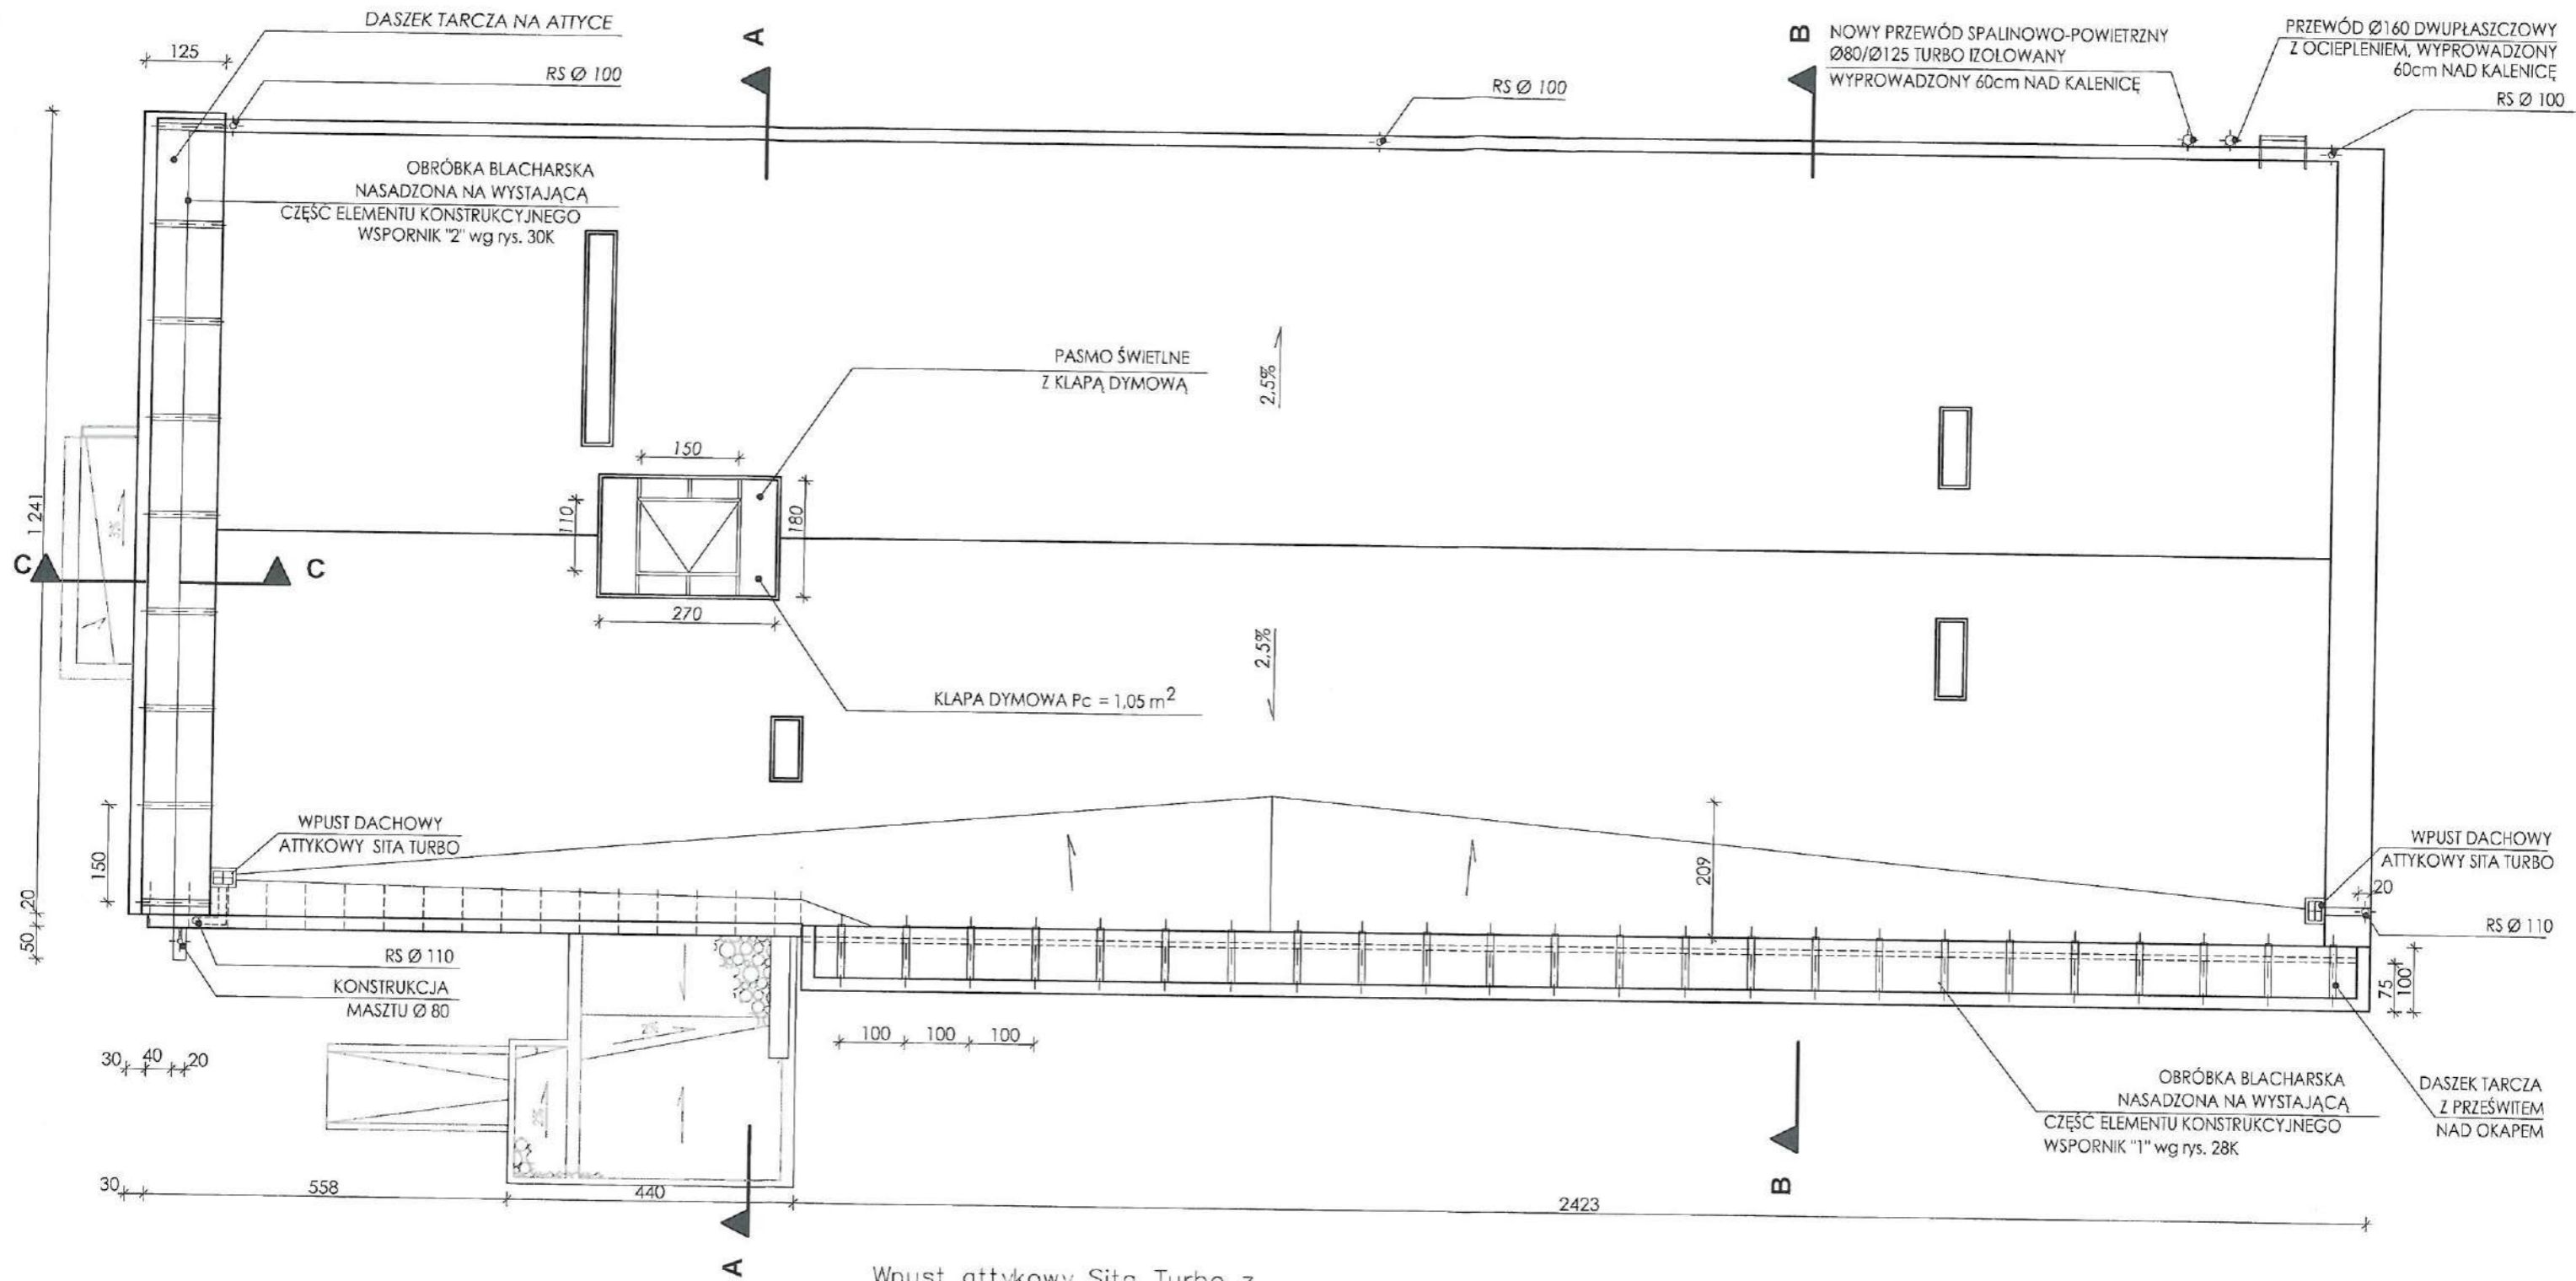 DASZEK TARCZA NA ATTYCE
125
RS Ø 100
A
RS Ø 100
B
NOWY PRZEWÓD SPALINOWO-POWIETRZNY
Ø80/Ø125 TURBO IZOLOWANY
WYPROWADZONY 60cm NAD KALENICĘ
PRZEWÓD Ø160 DWUPŁASZCZOWY
Z OCIEPLENIEM, WYPROWADZONY
60cm NAD KALENICĘ
RS Ø 100
OBRÓBKA BLACHARSKA
NASADZONA NA WYSTAJĄCĄ
CZĘŚĆ ELEMENTU KONSTRUKCYJNEGO
WSPORNIK "2" wg rys. 30K
PASMO ŚWIETLNE
Z KLAPĄ DYMOWĄ
2,5%
150
110
180
270
1 241
3%
C
C
2,5%
KLAPA DYMOWA Pc = 1,05 m²
WPUST DACHOWY
ATTYKOWY SITA TURBO
150
20
50
209
WPUST DACHOWY
ATTYKOWY SITA TURBO
20
RS Ø 110
RS Ø 110
KONSTRUKCJA
MASZTU Ø 80
75
100
30
40
20
2%
2%
100
100
100
OBRÓBKA BLACHARSKA
NASADZONA NA WYSTAJĄCĄ
CZĘŚĆ ELEMENTU KONSTRUKCYJNEGO
WSPORNIK "1" wg rys. 28K
DASZEK TARCZA
Z PRZEŚWITEM
NAD OKAPEM
30
558
440
2423
B
A
Wpust attykowy Sita Turbo z